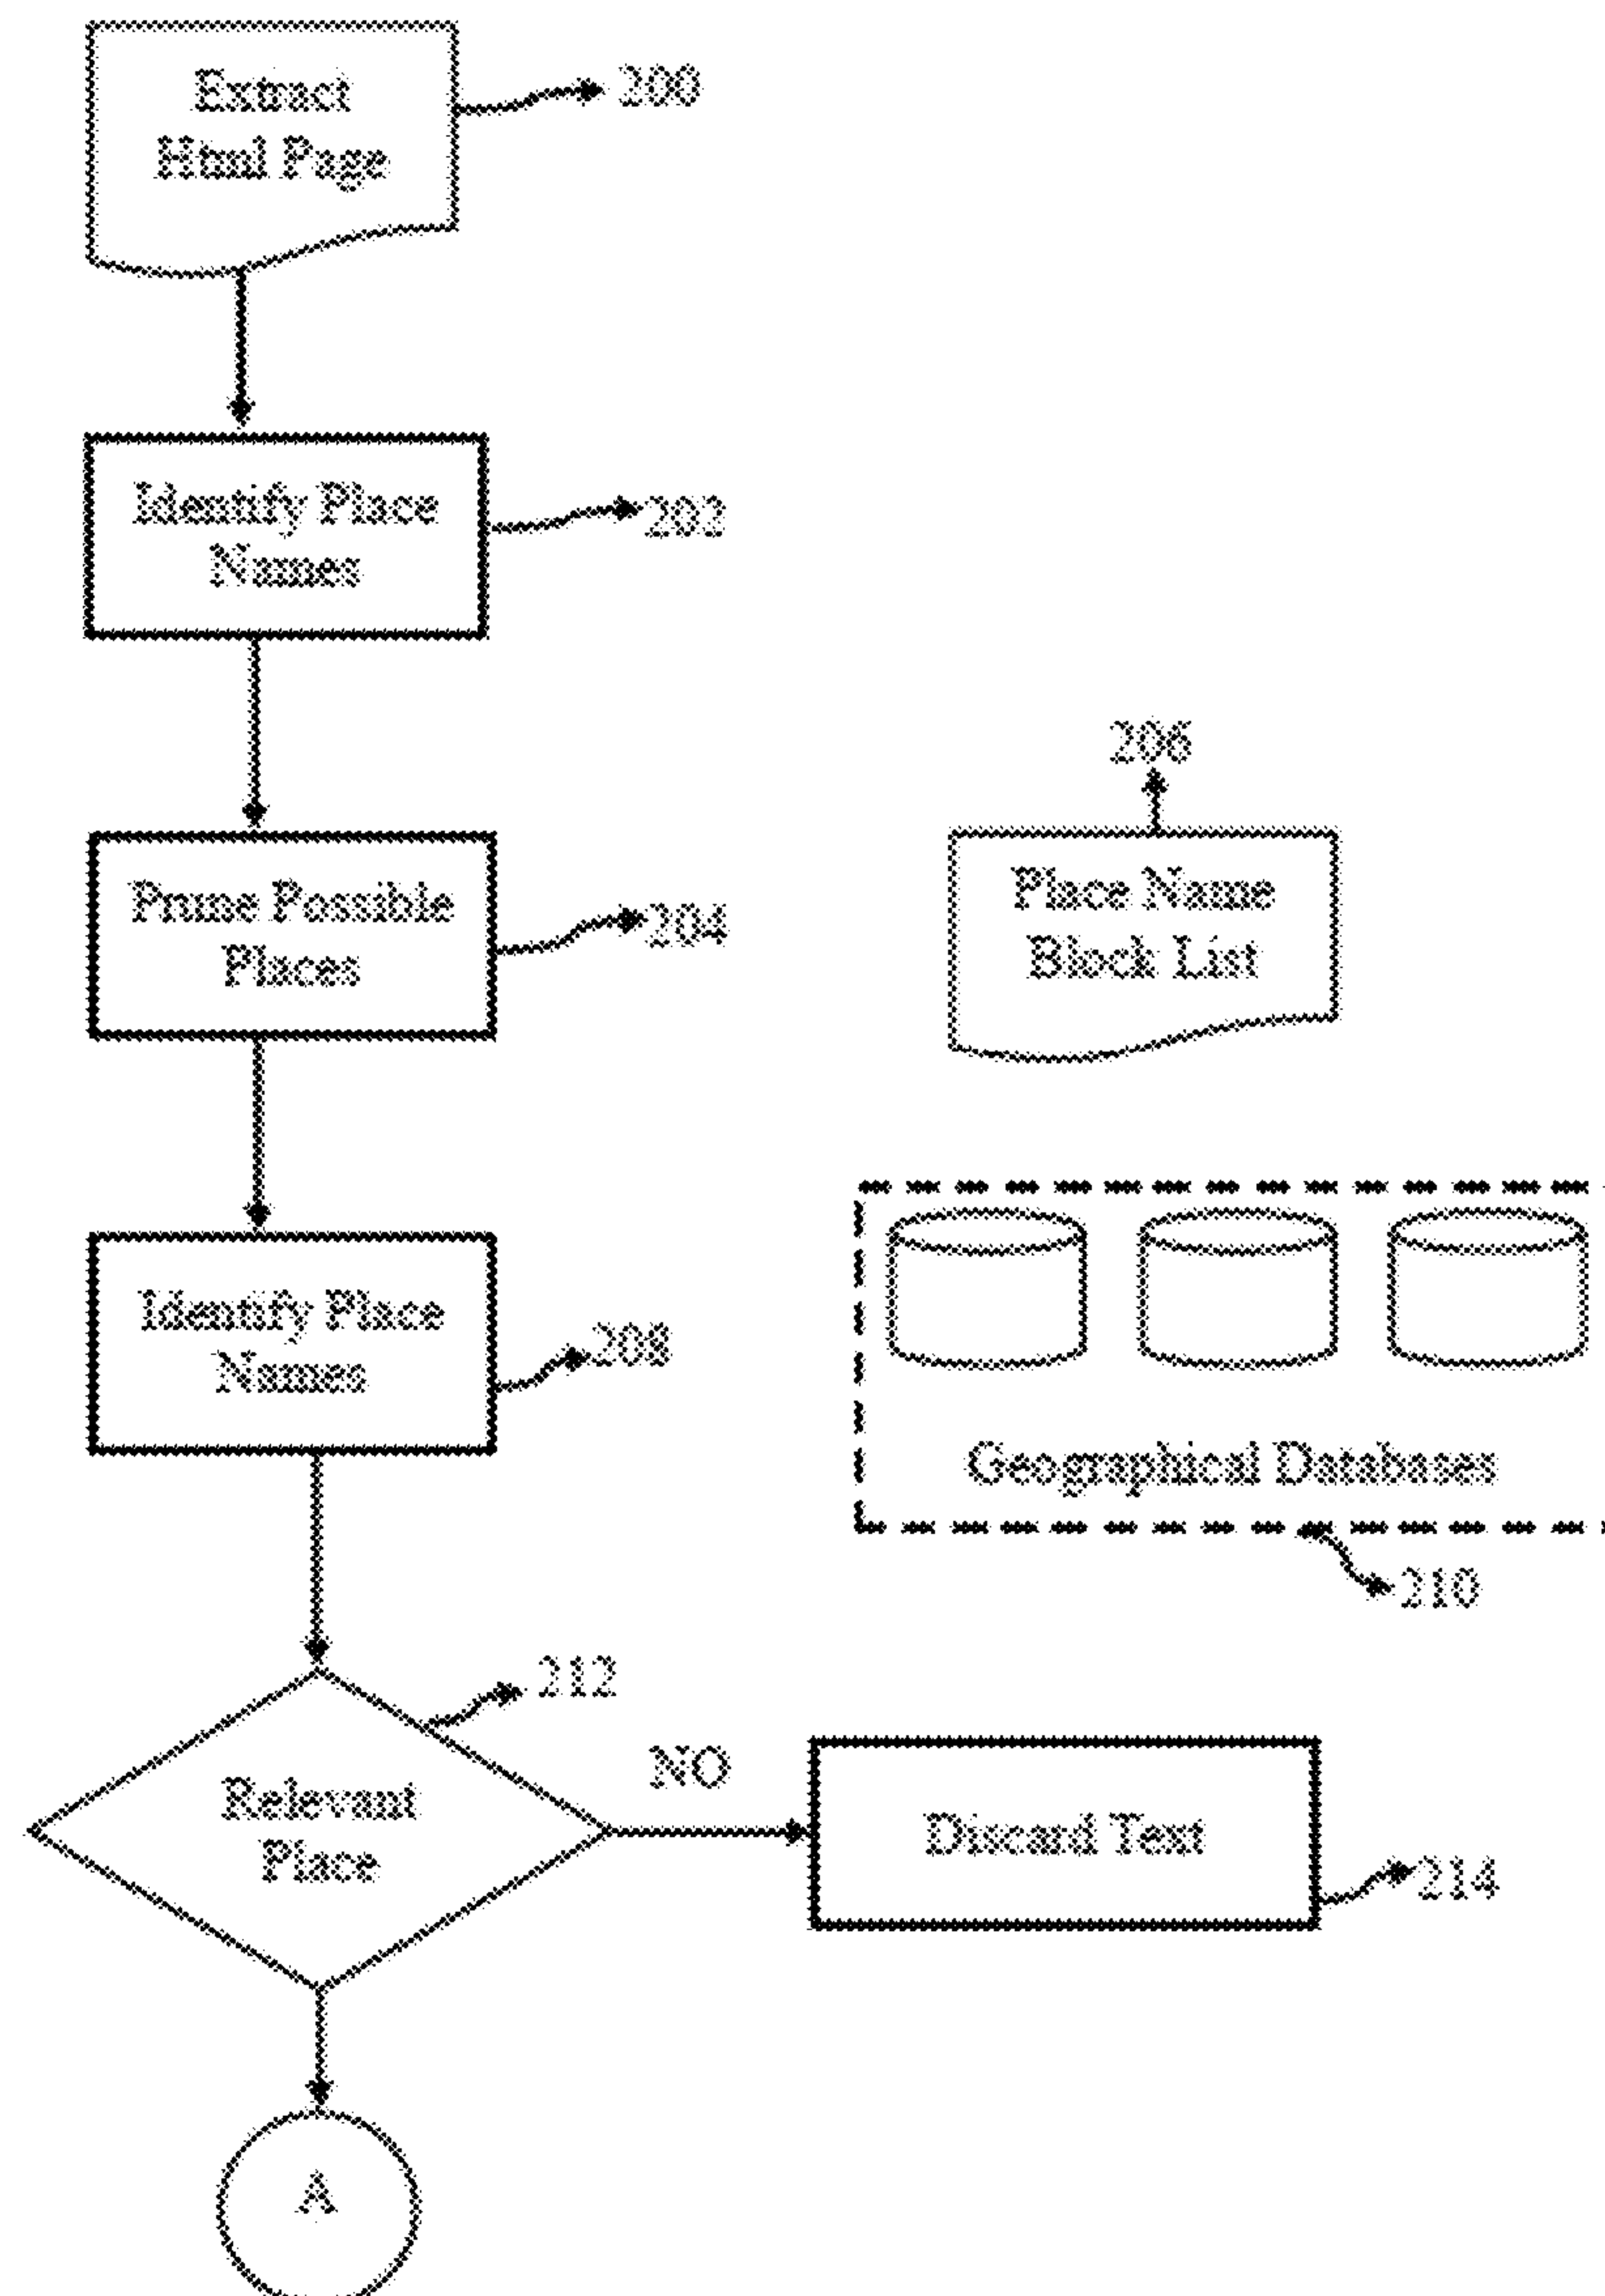 Extract
Html Page
200
Identify Place
Names
202
206
Prune Possible
Places
204
Place Name
Block List
Identify Place
Names
208
Geographical Databases
210
212
Relevant
Place
NO
Discard Text
214
A